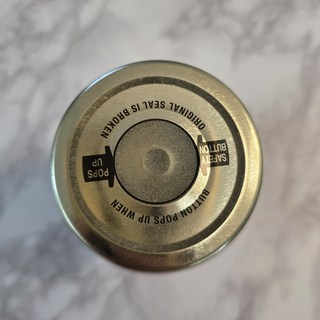 SAFETY
BUTTON
POPS
UP
BUTTON POPS UP WHEN
ORIGINAL SEAL IS BROKEN